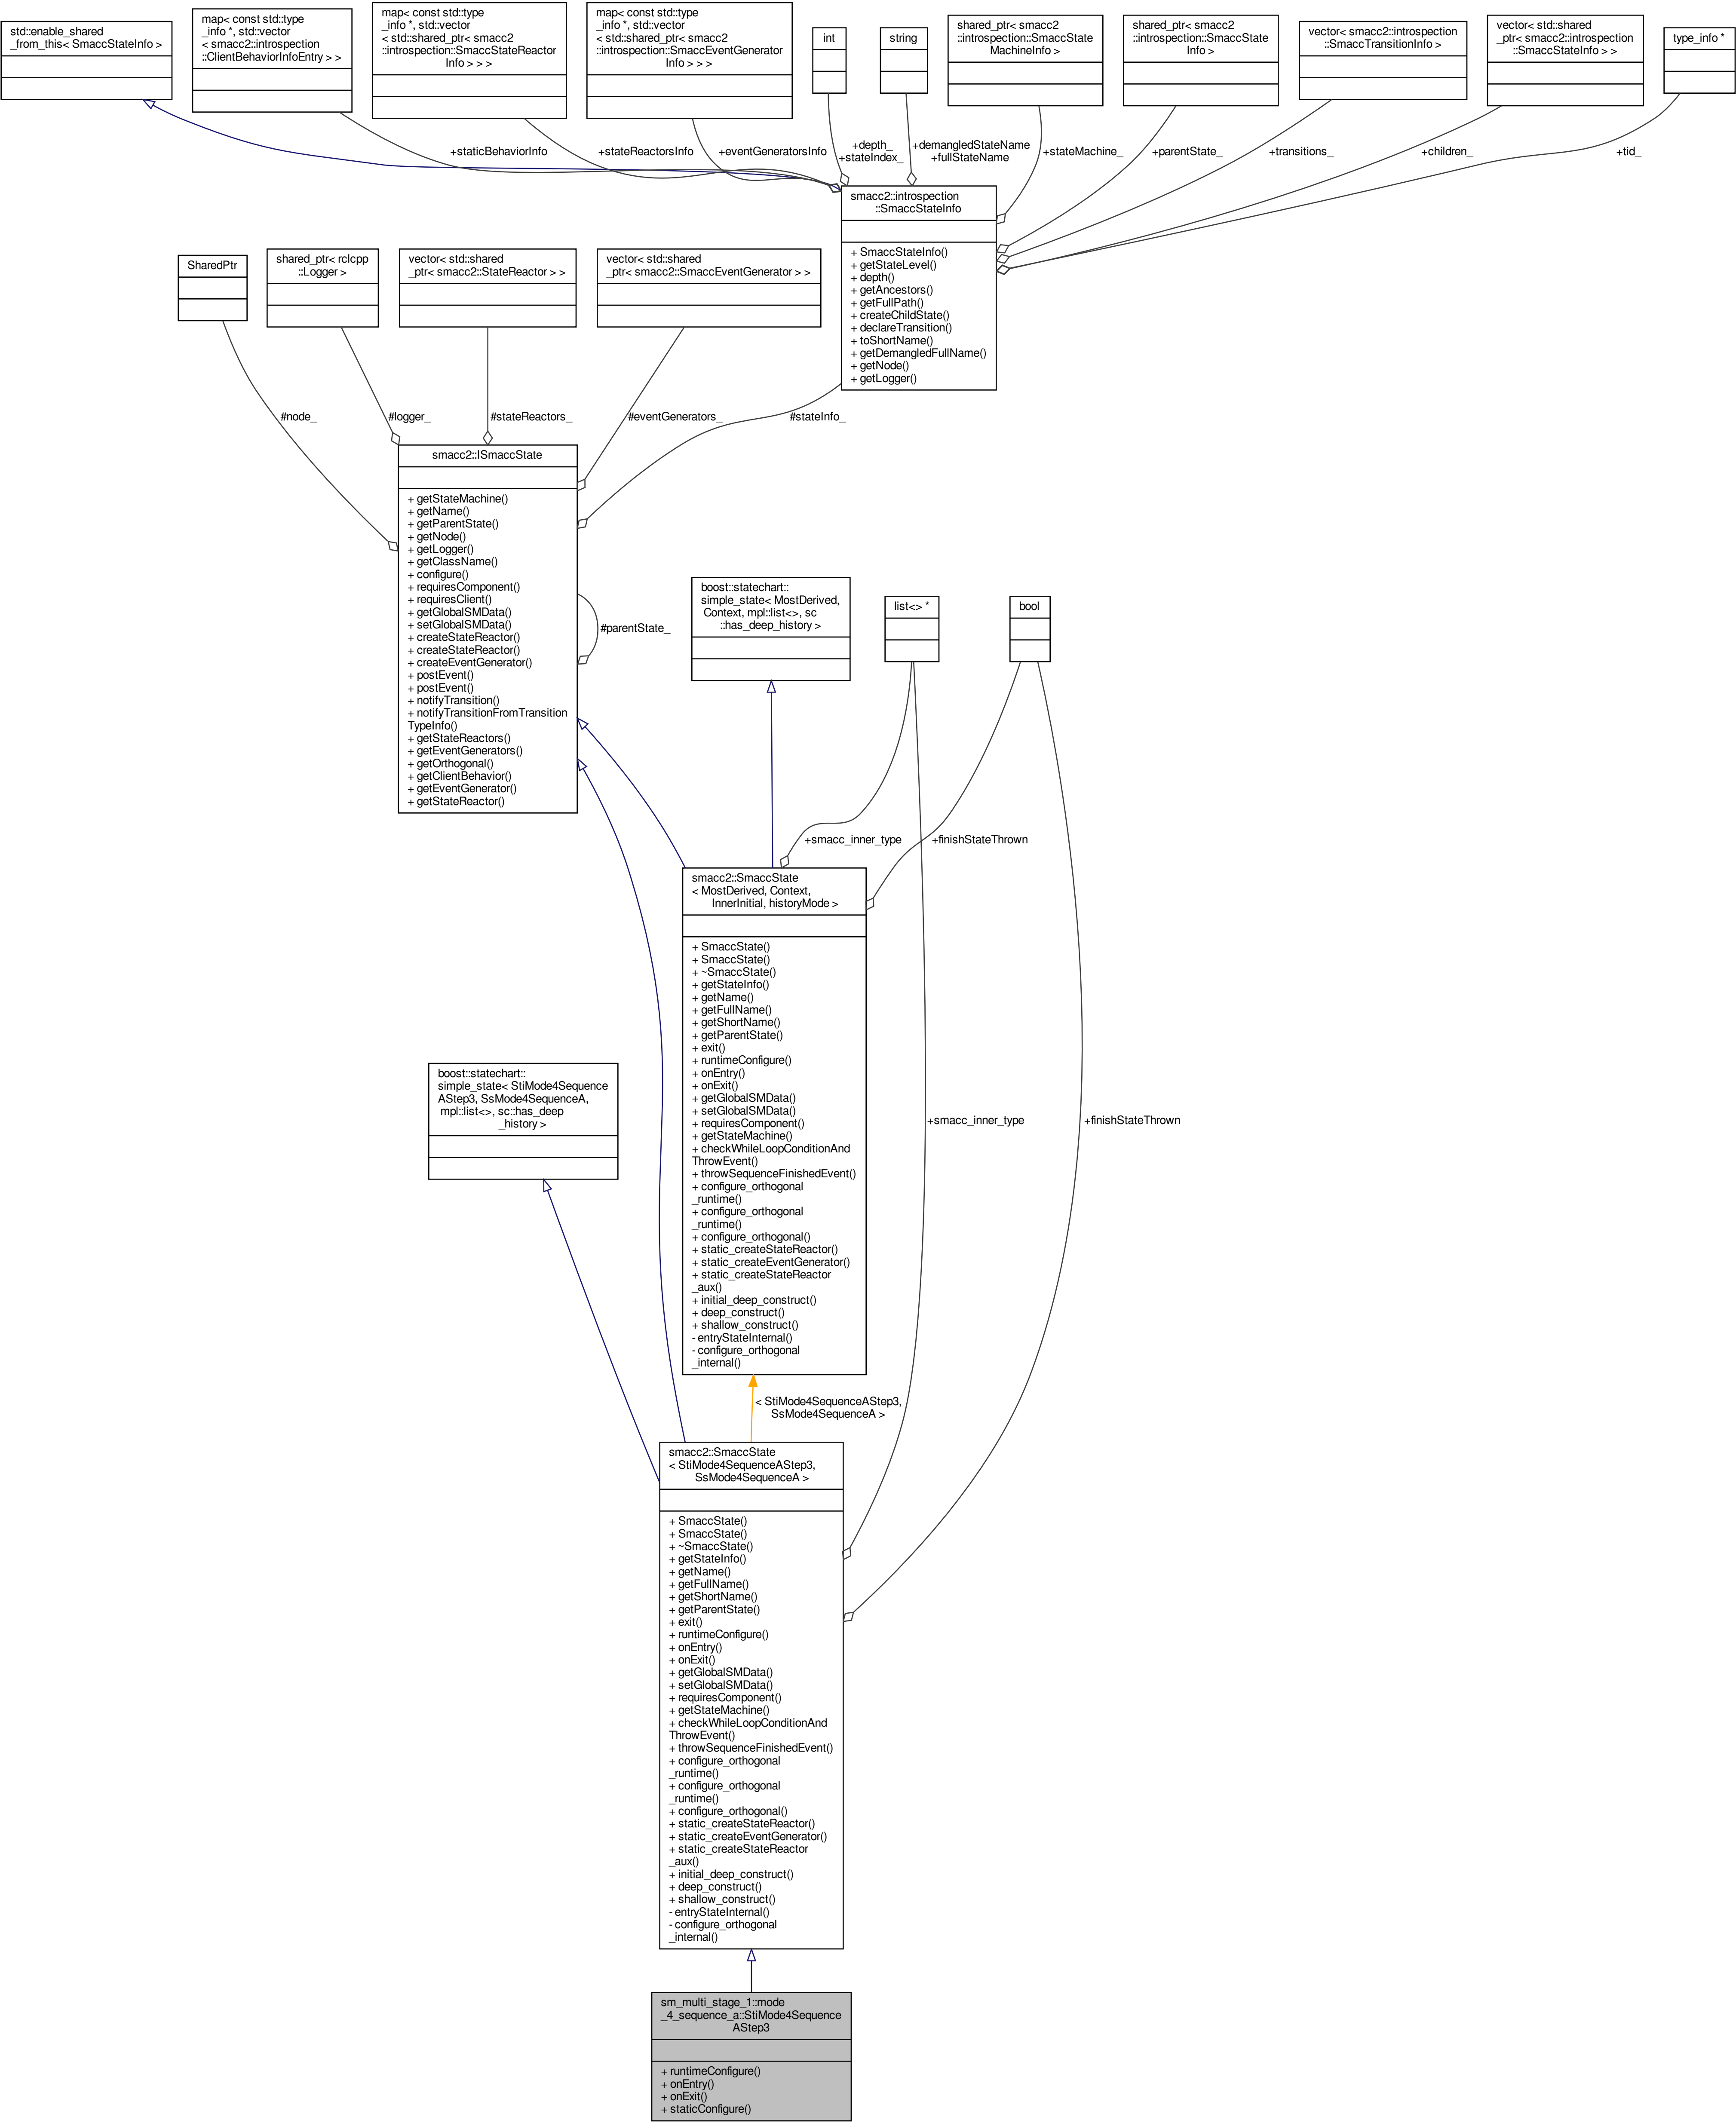 std::enable_shared
_from_this< SmaccStateInfo >
map< const std::type
_info *, std::vector
< smacc2::introspection
::ClientBehaviorInfoEntry > >
map< const std::type
_info *, std::vector
< std::shared_ptr< smacc2
::introspection::SmaccStateReactor
Info > > >
map< const std::type
_info *, std::vector
< std::shared_ptr< smacc2
::introspection::SmaccEventGenerator
Info > > >
int
string
shared_ptr< smacc2
::introspection::SmaccState
MachineInfo >
shared_ptr< smacc2
::introspection::SmaccState
Info >
vector< smacc2::introspection
::SmaccTransitionInfo >
vector< std::shared
_ptr< smacc2::introspection
::SmaccStateInfo > >
type_info *
+staticBehaviorInfo
+stateReactorsInfo
+eventGeneratorsInfo
+depth_
+stateIndex_
+demangledStateName
+fullStateName
+stateMachine_
+parentState_
+transitions_
+children_
+tid_
smacc2::introspection
::SmaccStateInfo
+ SmaccStateInfo()
+ getStateLevel()
+ depth()
+ getAncestors()
+ getFullPath()
+ createChildState()
+ declareTransition()
+ toShortName()
+ getDemangledFullName()
+ getNode()
+ getLogger()
SharedPtr
shared_ptr< rclcpp
::Logger >
vector< std::shared
_ptr< smacc2::StateReactor > >
vector< std::shared
_ptr< smacc2::SmaccEventGenerator > >
#node_
#logger_
#stateReactors_
#eventGenerators_
#stateInfo_
smacc2::ISmaccState
+ getStateMachine()
+ getName()
+ getParentState()
+ getNode()
+ getLogger()
+ getClassName()
+ configure()
+ requiresComponent()
+ requiresClient()
+ getGlobalSMData()
+ setGlobalSMData()
+ createStateReactor()
+ createStateReactor()
+ createEventGenerator()
+ postEvent()
+ postEvent()
+ notifyTransition()
+ notifyTransitionFromTransition
TypeInfo()
+ getStateReactors()
+ getEventGenerators()
+ getOrthogonal()
+ getClientBehavior()
+ getEventGenerator()
+ getStateReactor()
#parentState_
boost::statechart::
simple_state< MostDerived,
Context, mpl::list<>, sc
::has_deep_history >
list<> *
bool
+smacc_inner_type
+finishStateThrown
smacc2::SmaccState
< MostDerived, Context,
InnerInitial, historyMode >
+ SmaccState()
+ SmaccState()
+ ~SmaccState()
+ getStateInfo()
+ getName()
+ getFullName()
+ getShortName()
+ getParentState()
+ exit()
+ runtimeConfigure()
+ onEntry()
+ onExit()
+ getGlobalSMData()
+ setGlobalSMData()
+ requiresComponent()
+ getStateMachine()
+ checkWhileLoopConditionAnd
ThrowEvent()
+ throwSequenceFinishedEvent()
+ configure_orthogonal
_runtime()
+ configure_orthogonal
_runtime()
+ configure_orthogonal()
+ static_createStateReactor()
+ static_createEventGenerator()
+ static_createStateReactor
_aux()
+ initial_deep_construct()
+ deep_construct()
+ shallow_construct()
- entryStateInternal()
- configure_orthogonal
_internal()
boost::statechart::
simple_state< StiMode4Sequence
AStep3, SsMode4SequenceA,
mpl::list<>, sc::has_deep
_history >
+smacc_inner_type
+finishStateThrown
< StiMode4SequenceAStep3,
SsMode4SequenceA >
smacc2::SmaccState
< StiMode4SequenceAStep3,
SsMode4SequenceA >
+ SmaccState()
+ SmaccState()
+ ~SmaccState()
+ getStateInfo()
+ getName()
+ getFullName()
+ getShortName()
+ getParentState()
+ exit()
+ runtimeConfigure()
+ onEntry()
+ onExit()
+ getGlobalSMData()
+ setGlobalSMData()
+ requiresComponent()
+ getStateMachine()
+ checkWhileLoopConditionAnd
ThrowEvent()
+ throwSequenceFinishedEvent()
+ configure_orthogonal
_runtime()
+ configure_orthogonal
_runtime()
+ configure_orthogonal()
+ static_createStateReactor()
+ static_createEventGenerator()
+ static_createStateReactor
_aux()
+ initial_deep_construct()
+ deep_construct()
+ shallow_construct()
- entryStateInternal()
- configure_orthogonal
_internal()
sm_multi_stage_1::mode
_4_sequence_a::StiMode4Sequence
AStep3
+ runtimeConfigure()
+ onEntry()
+ onExit()
+ staticConfigure()